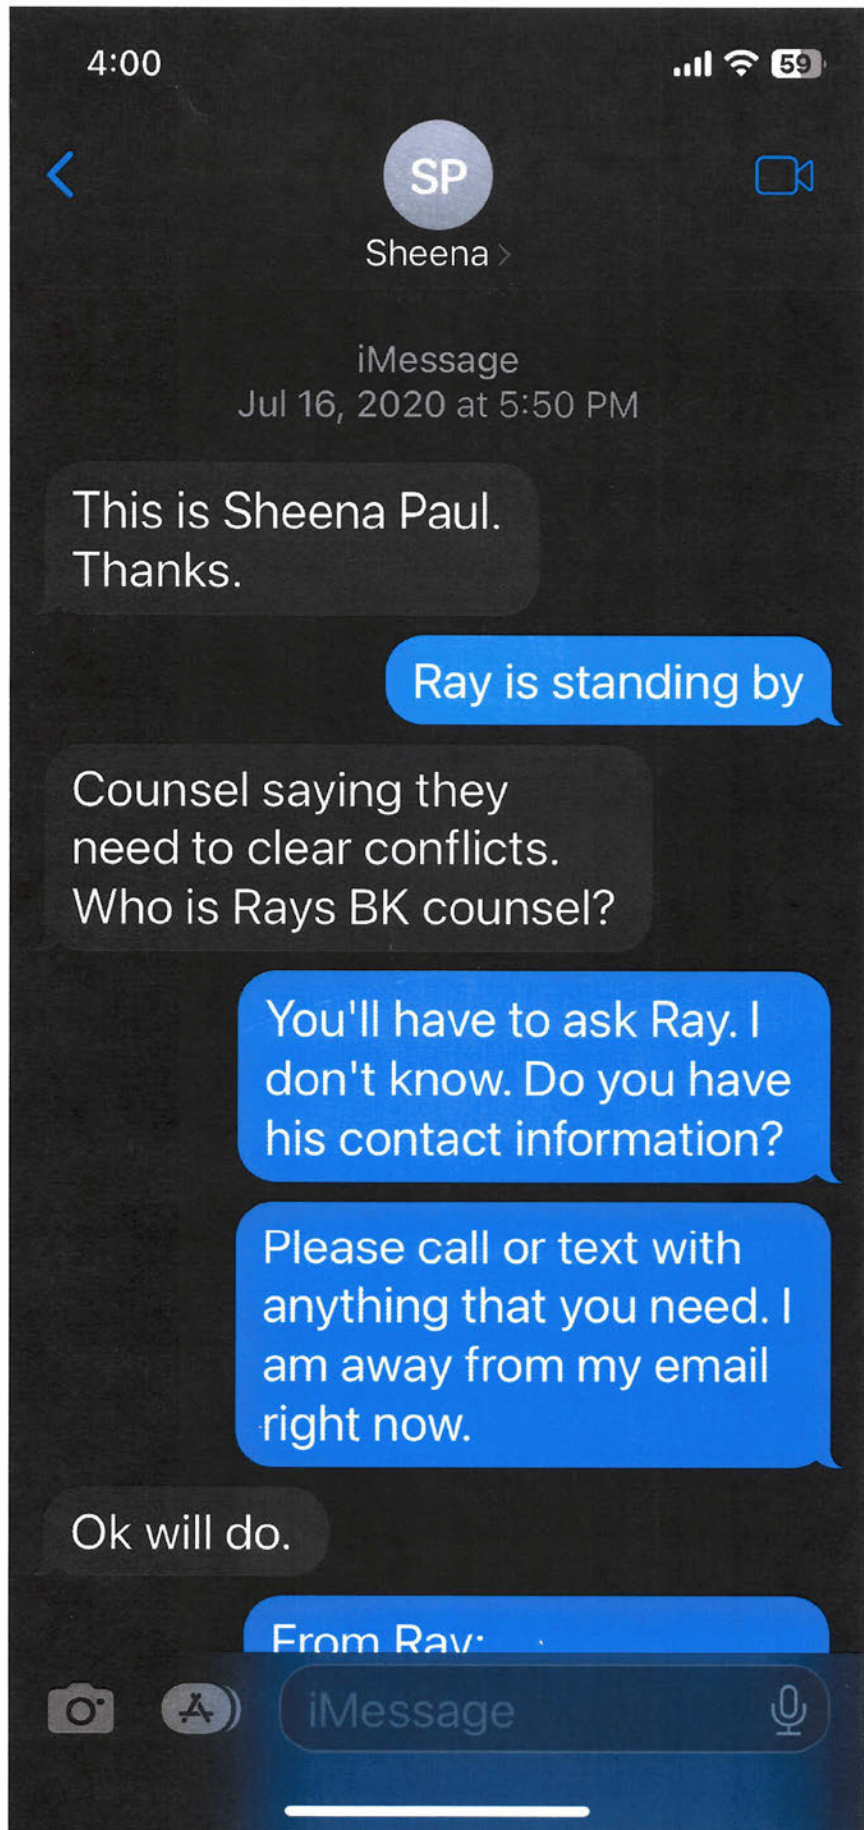 4:00
59
SP
Sheena
iMessage
Jul 16, 2020 at 5:50 PM
This is Sheena Paul.
Thanks.
Ray is standing by
Counsel saying they
need to clear conflicts.
Who is Rays BK counsel?
You'll have to ask Ray. I
don't know. Do you have
his contact information?
Please call or text with
anything that you need. I
am away from my email
right now.
Ok will do.
From Ray:
iMessage